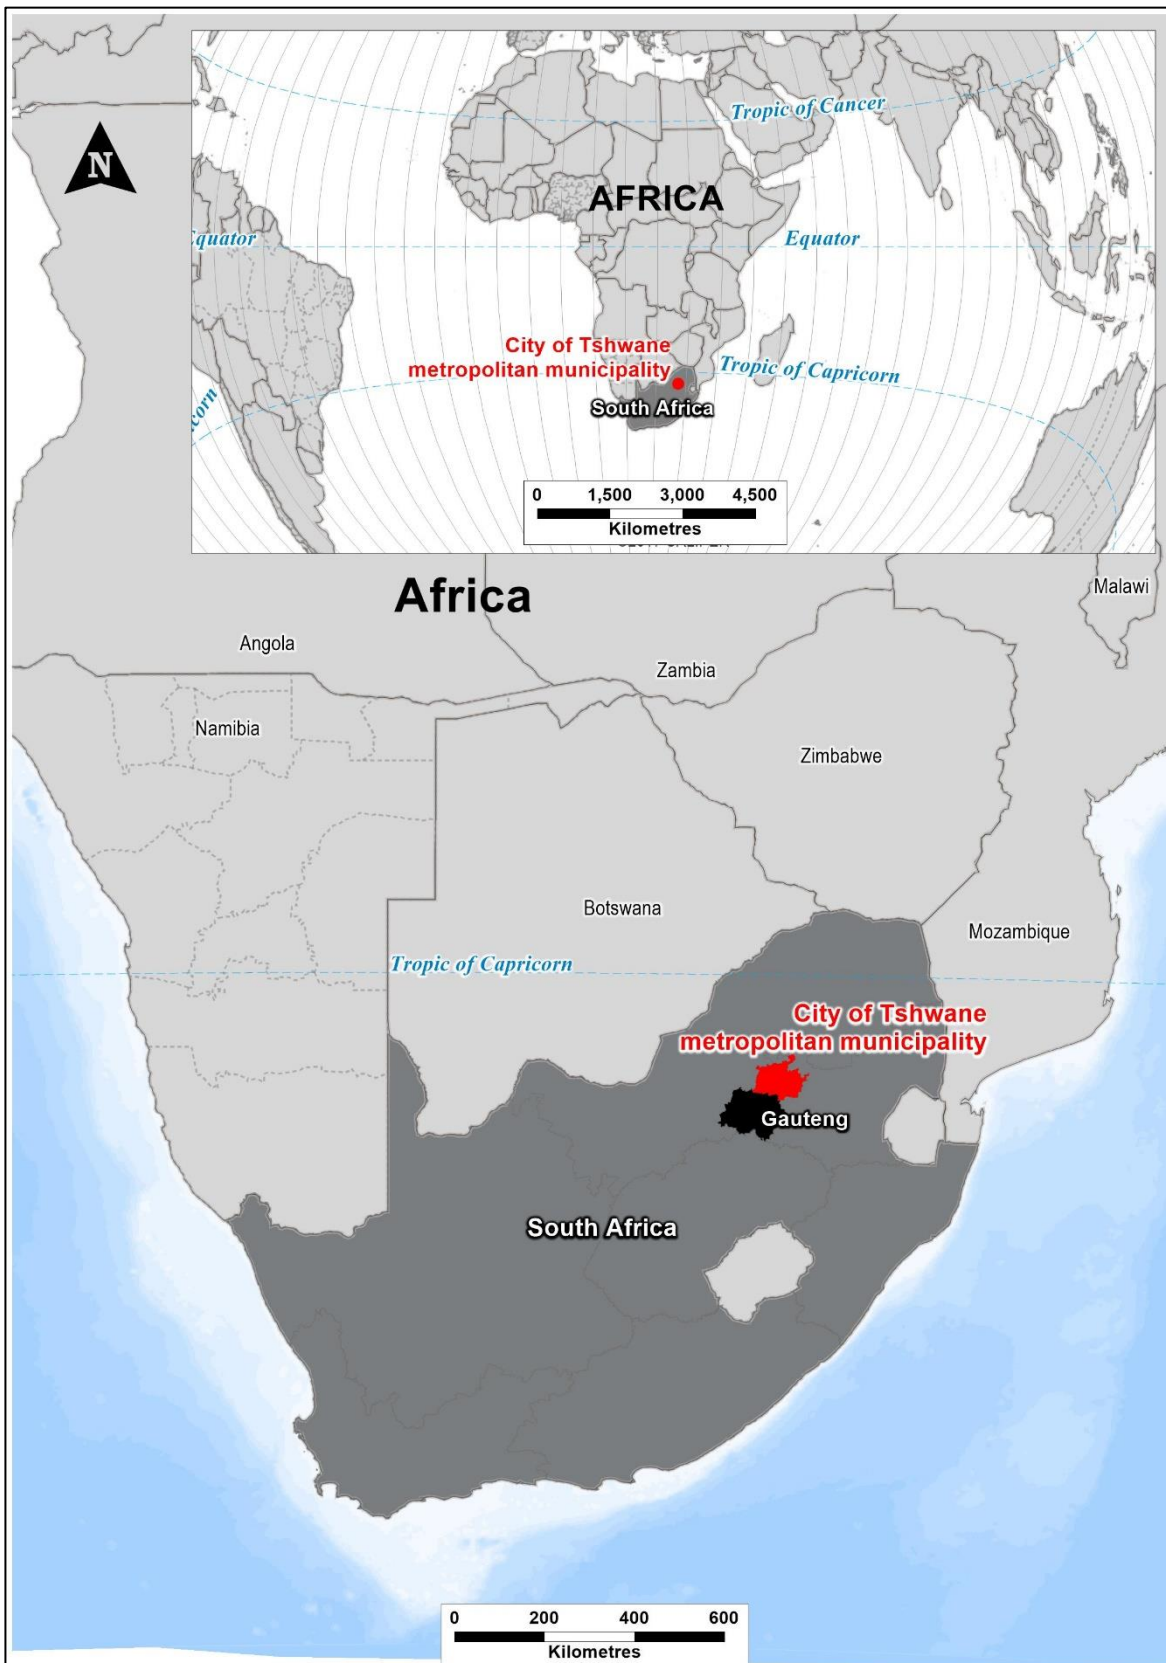 N
Tropic of Cancer
AFRICA
Equator
Equator
City of Tshwane
metropolitan municipality
Tropic of Capricorn
South Africa
corn
0 1,500 3,000 4,500
Kilometres
Africa
Malawi
Angola
Zambia
Namibia
Zimbabwe
Botswana
Mozambique
Tropic of Capricorn
City of Tshwane
metropolitan municipality
Gauteng
South Africa
0 200 400 600
Kilometres